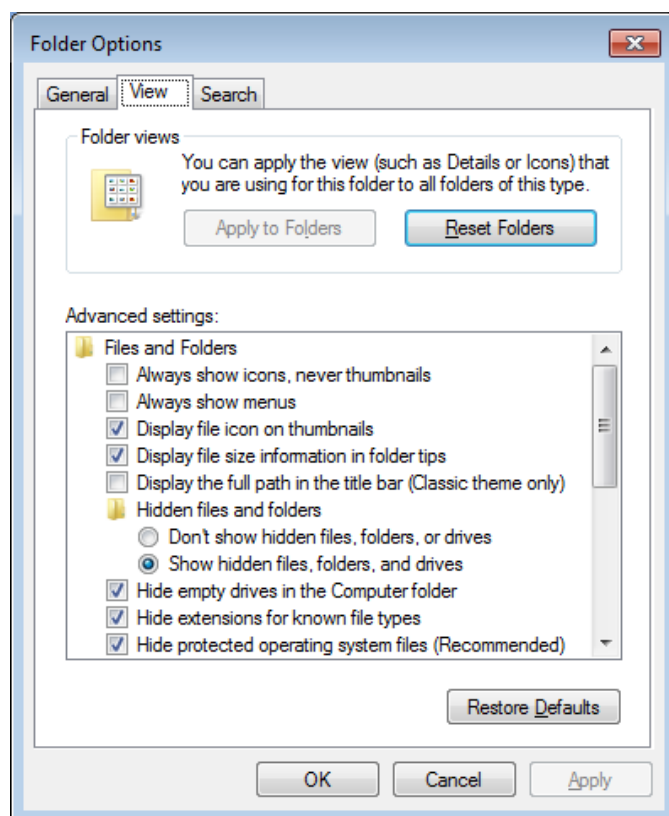 Folder Options
General View Search
Folder views
You can apply the view (such as Details or Icons) that
you are using for this folder to all folders of this type.
Apply to Folders Reset Folders
Advanced settings:
Files and Folders
Always show icons, never thumbnails
Always show menus
Display file icon on thumbnails
Display file size information in folder tips
Display the full path in the title bar (Classic theme only)
Hidden files and folders
Don't show hidden files, folders, or drives
Show hidden files, folders, and drives
Hide empty drives in the Computer folder
Hide extensions for known file types
Hide protected operating system files (Recommended)
Restore Defaults
OK Cancel Apply